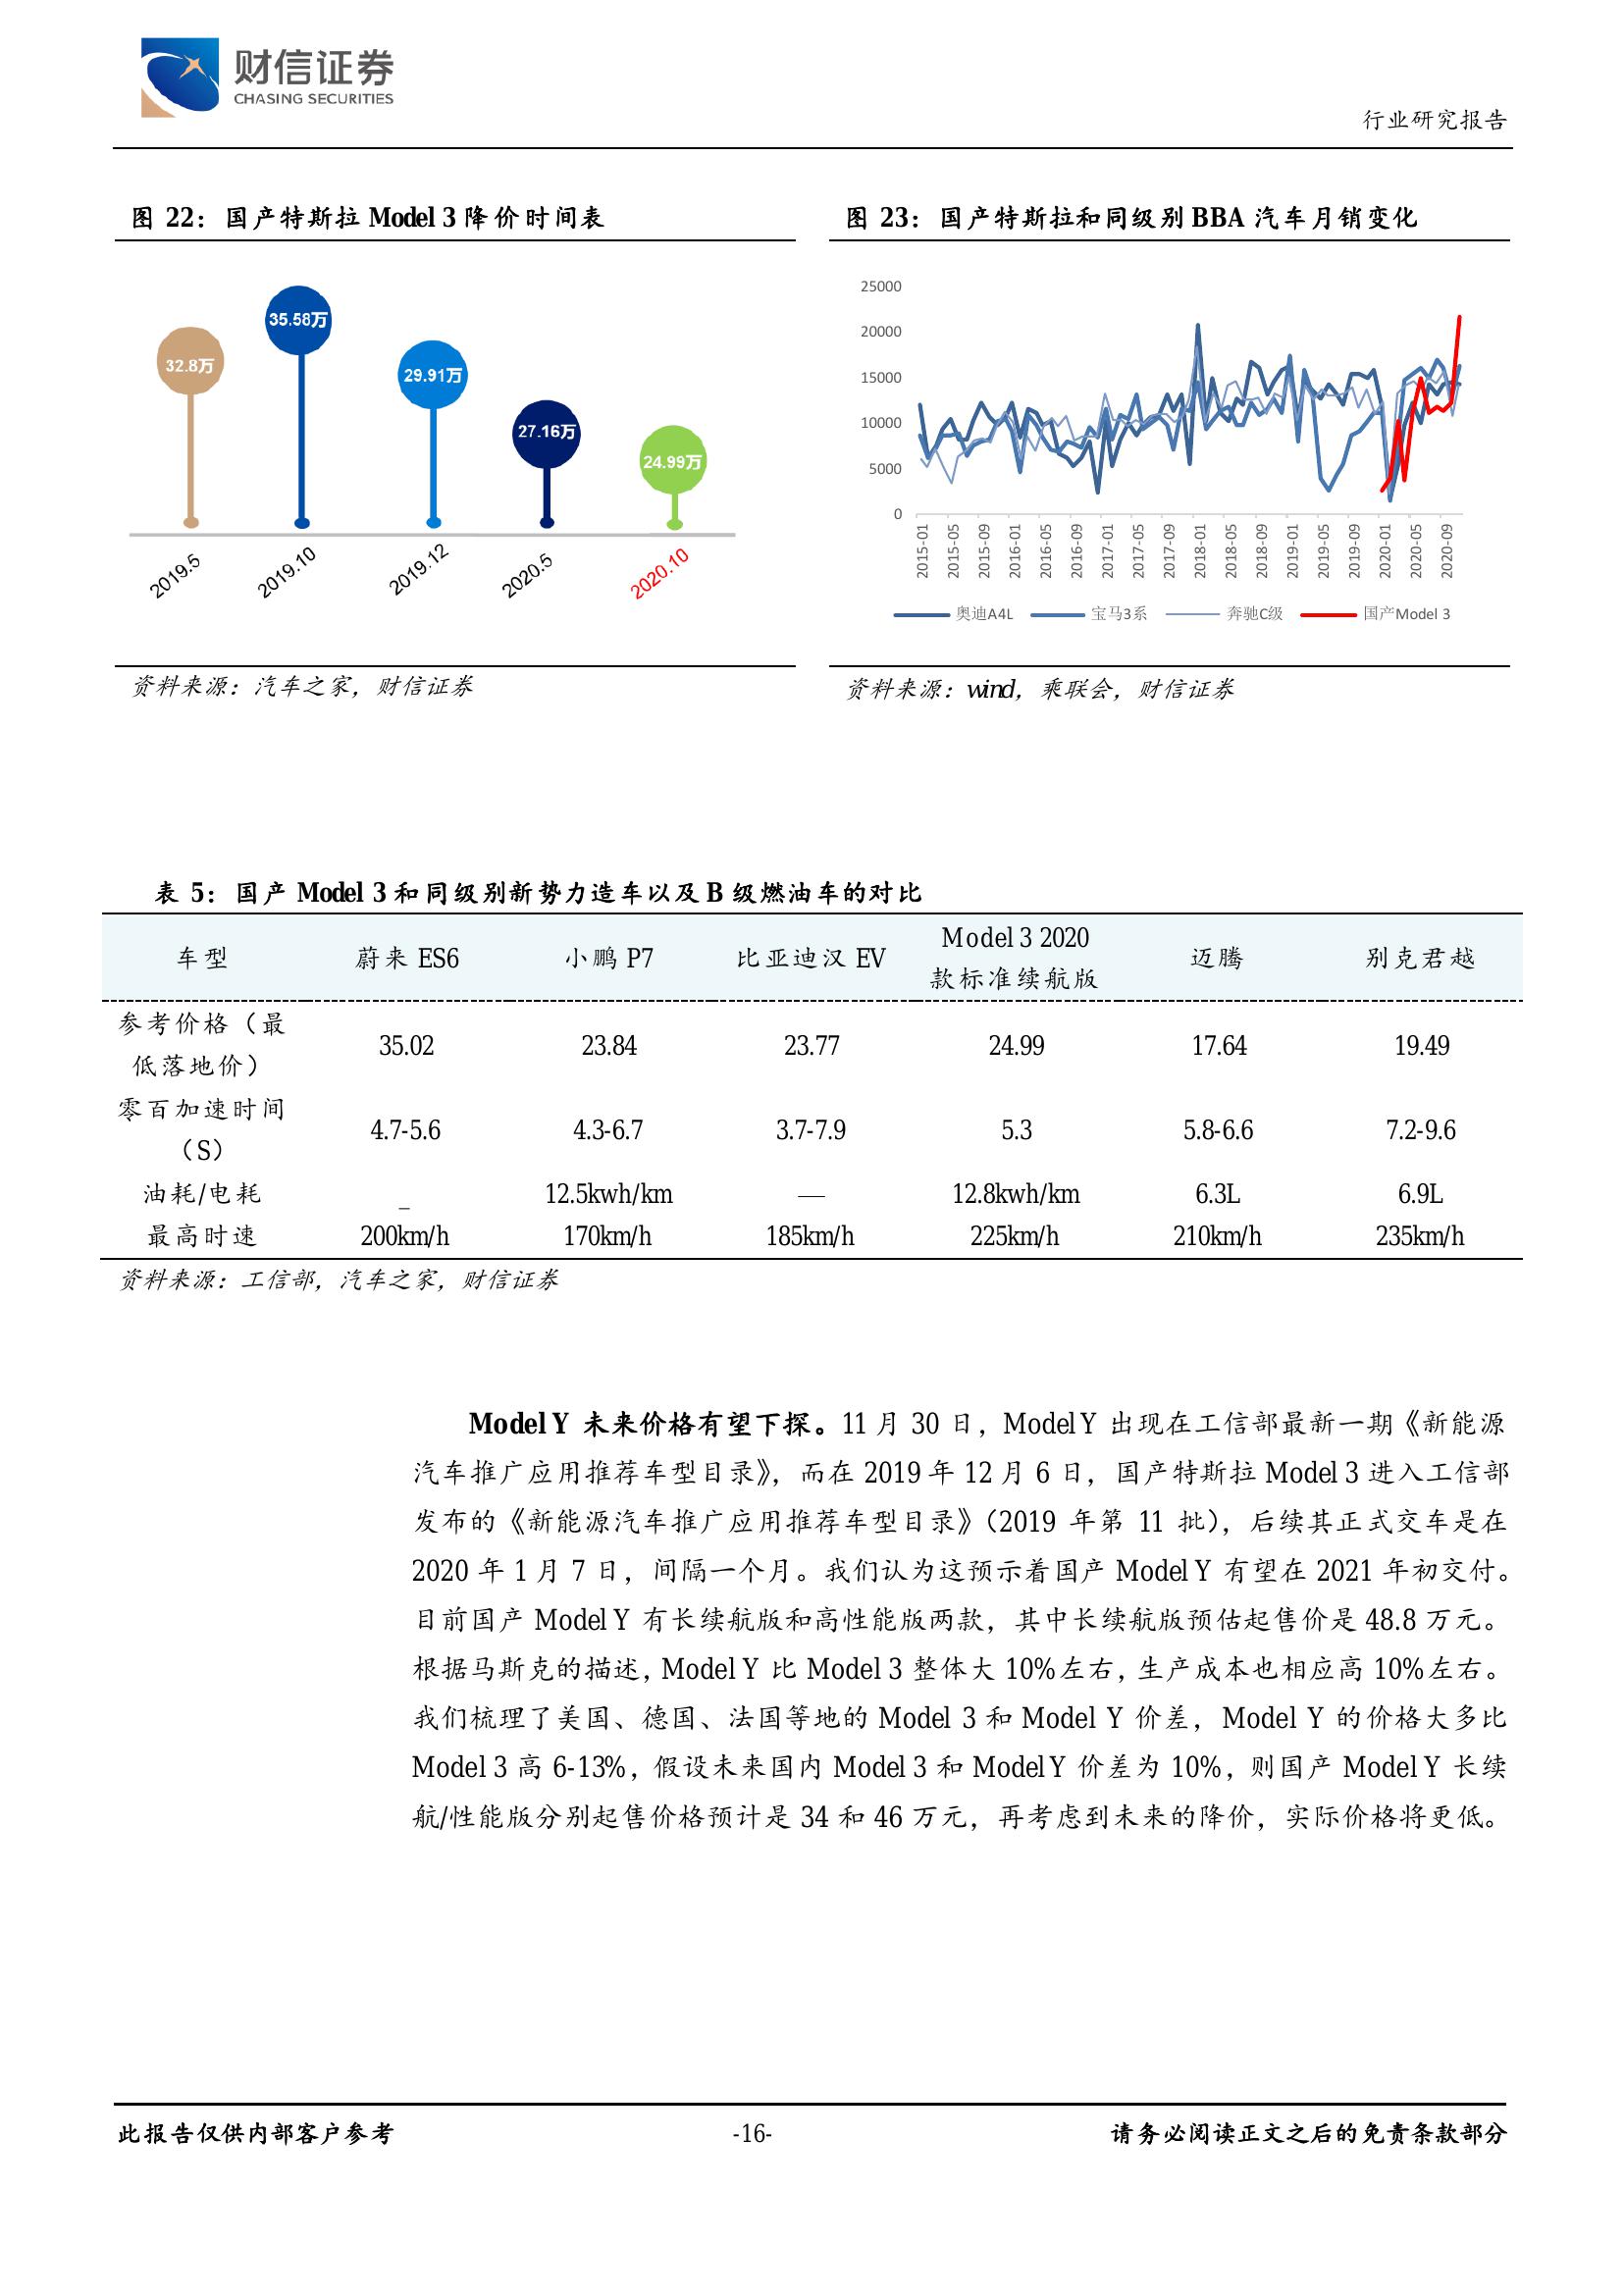 财信证券
CHASING SECURITIES
行业研究报告
图 22：国产特斯拉 Model 3 降价时间表
35.58万
32.8万
29.91万
27.16万
24.99万
2019.5
2019.10
2019.12
2020.5
2020.10
资料来源：汽车之家，财信证券
图 23：国产特斯拉和同级别 BBA 汽车月销变化
25000
20000
15000
10000
5000
0
2015-01
2015-05
2015-09
2016-01
2016-05
2016-09
2017-01
2017-05
2017-09
2018-01
2018-05
2018-09
2019-01
2019-05
2019-09
2020-01
2020-05
2020-09
奥迪A4L 宝马3系 奔驰C级 国产Model 3
资料来源：wind，乘联会，财信证券
表 5：国产 Model 3 和同级别新势力造车以及 B 级燃油车的对比
车型 蔚来 ES6 小鹏 P7 比亚迪汉 EV Model 3 2020 款标准续航版 迈腾 别克君越
参考价格（最低落地价） 35.02 23.84 23.77 24.99 17.64 19.49
零百加速时间（S） 4.7-5.6 4.3-6.7 3.7-7.9 5.3 5.8-6.6 7.2-9.6
油耗/电耗 _ 12.5kwh/km — 12.8kwh/km 6.3L 6.9L
最高时速 200km/h 170km/h 185km/h 225km/h 210km/h 235km/h
资料来源：工信部，汽车之家，财信证券
Model Y 未来价格有望下探。11 月 30 日，Model Y 出现在工信部最新一期《新能源
汽车推广应用推荐车型目录》，而在 2019 年 12 月 6 日，国产特斯拉 Model 3 进入工信部
发布的《新能源汽车推广应用推荐车型目录》（2019 年第 11 批），后续其正式交车是在
2020 年 1 月 7 日，间隔一个月。我们认为这预示着国产 Model Y 有望在 2021 年初交付。
目前国产 Model Y 有长续航版和高性能版两款，其中长续航版预估起售价是 48.8 万元。
根据马斯克的描述，Model Y 比 Model 3 整体大 10%左右，生产成本也相应高 10%左右。
我们梳理了美国、德国、法国等地的 Model 3 和 Model Y 价差，Model Y 的价格大多比
Model 3 高 6-13%，假设未来国内 Model 3 和 Model Y 价差为 10%，则国产 Model Y 长续
航/性能版分别起售价格预计是 34 和 46 万元，再考虑到未来的降价，实际价格将更低。
此报告仅供内部客户参考
-16-
请务必阅读正文之后的免责条款部分